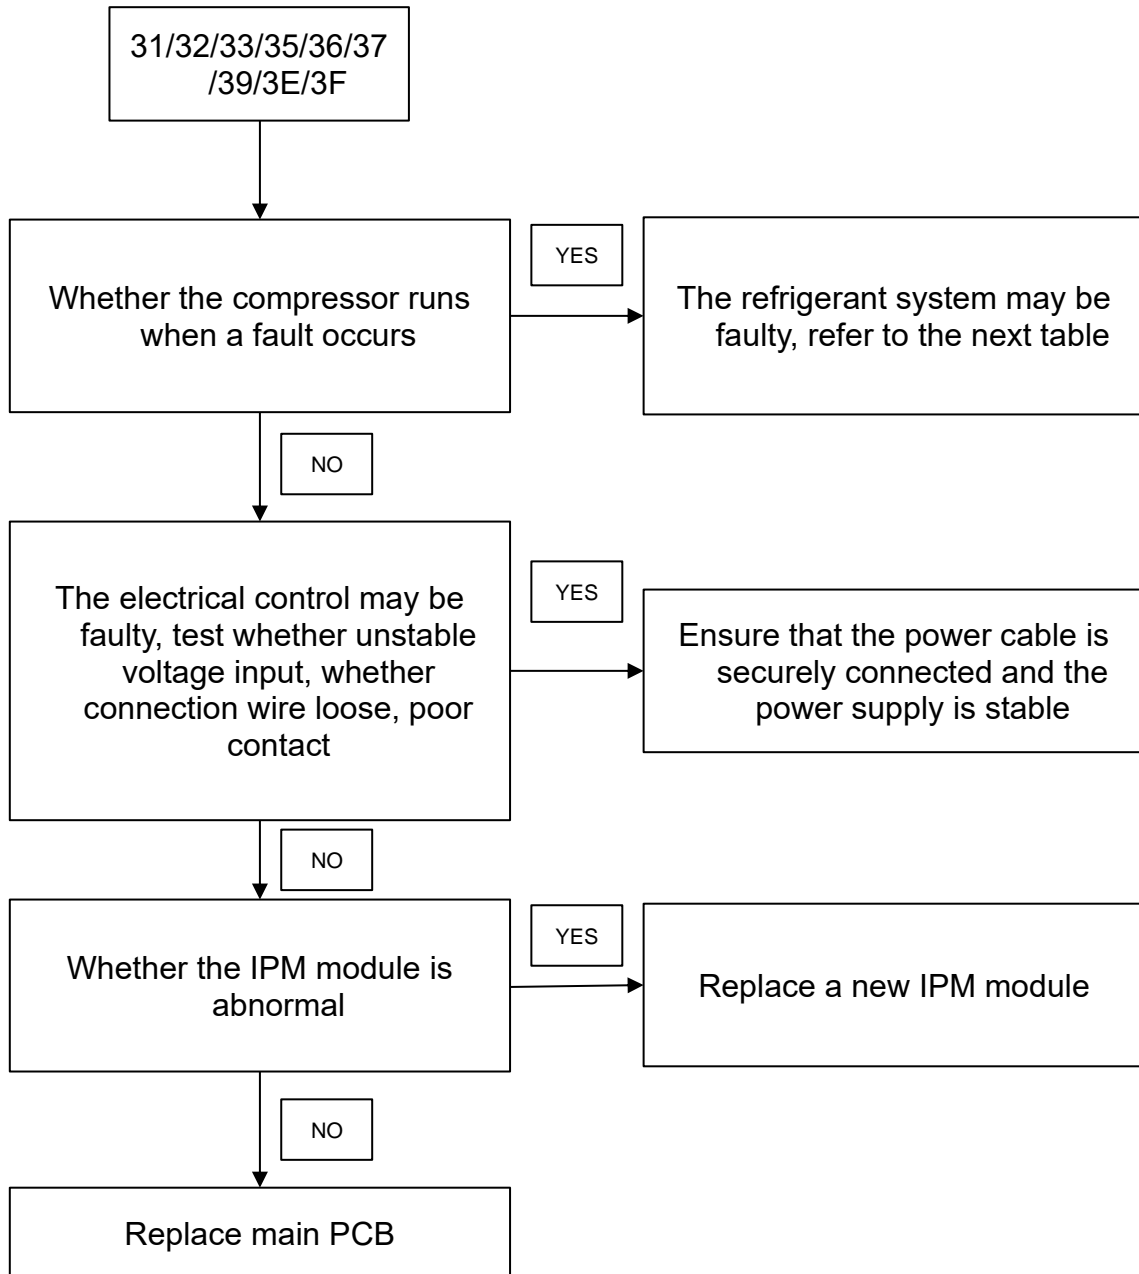 31/32/33/35/36/37
/39/3E/3F
Whether the compressor runs
when a fault occurs
YES
The refrigerant system may be
faulty, refer to the next table
NO
The electrical control may be
faulty, test whether unstable
voltage input, whether
connection wire loose, poor
contact
YES
Ensure that the power cable is
securely connected and the
power supply is stable
NO
Whether the IPM module is
abnormal
YES
Replace a new IPM module
NO
Replace main PCB